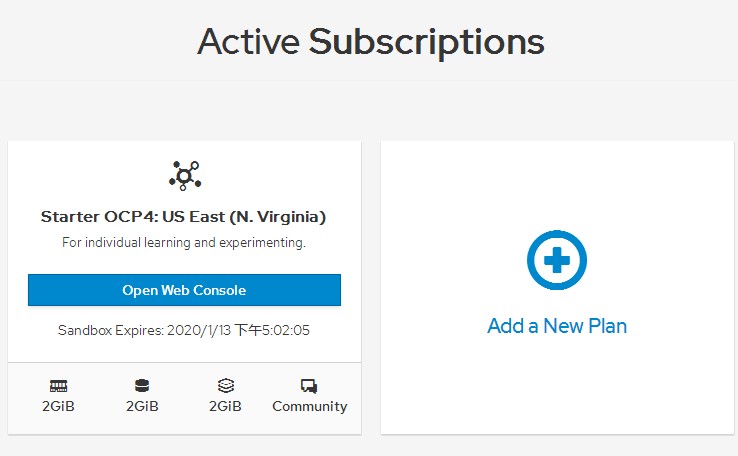 Active Subscriptions
Starter OCP4: US East (N. Virginia)
For individual learning and experimenting.
Open Web Console
Sandbox Expires: 2020/1/13 下午5:02:05
2GiB 2GiB 2GiB Community
Add a New Plan